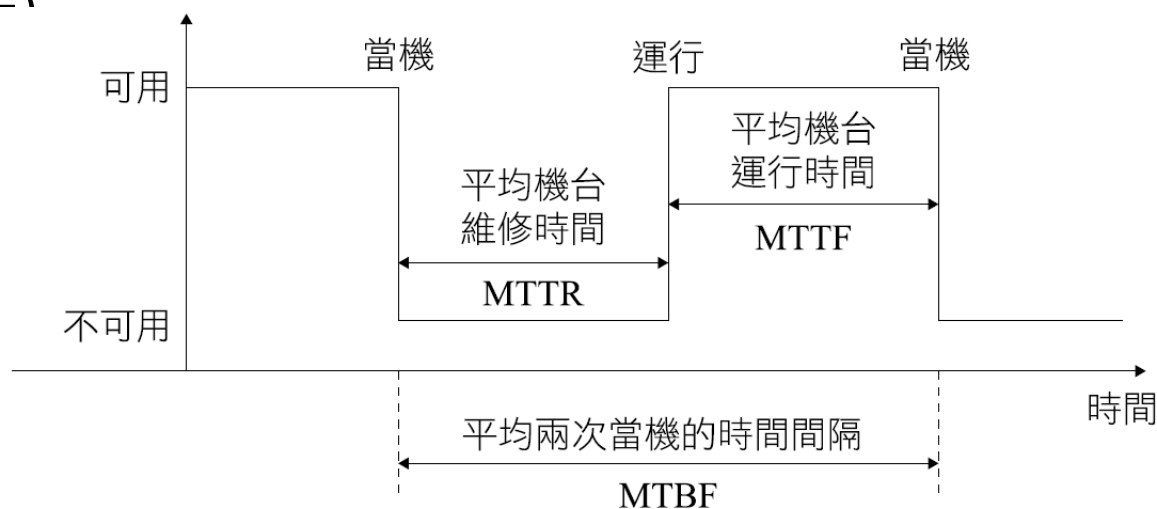 當機
運行
當機
可用
平均機台
運行時間
MTTF
平均機台
維修時間
MTTR
不可用
時間
平均兩次當機的時間間隔
MTBF